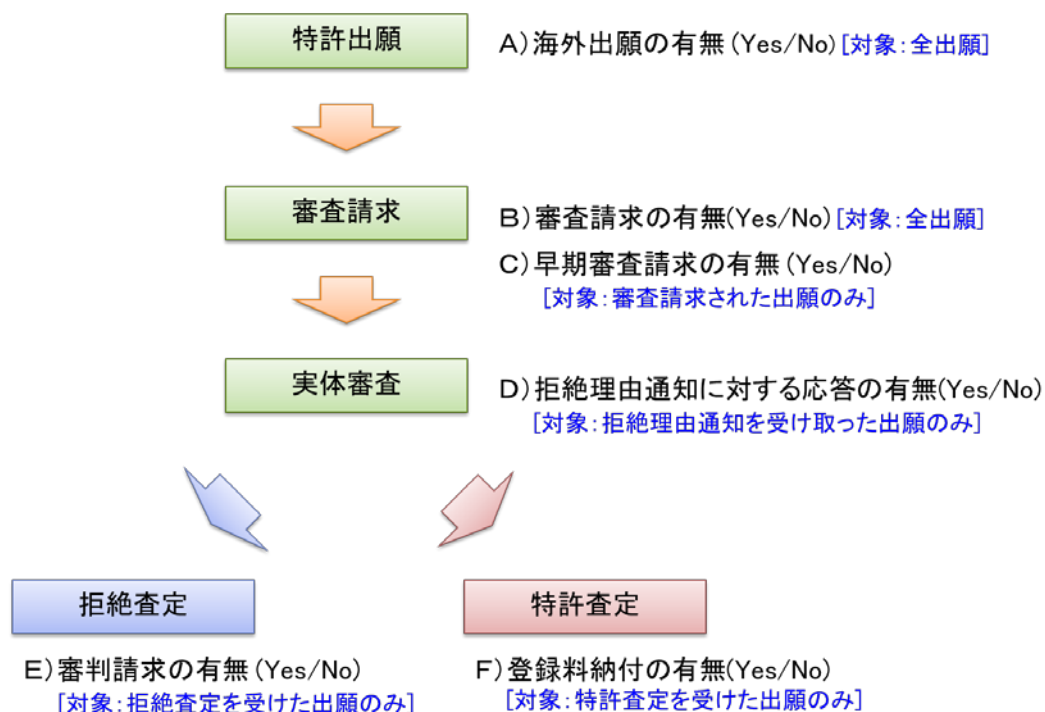 特許出願
A)海外出願の有無(Yes/No)[対象:全出願]
審査請求
B)審査請求の有無(Yes/No)[対象:全出願]
C)早期審査請求の有無(Yes/No)
[対象:審査請求された出願のみ]
実体審査
D)拒絶理由通知に対する応答の有無(Yes/No)
[対象:拒絶理由通知を受け取った出願のみ]
拒絶査定
特許査定
E)審判請求の有無(Yes/No)
[対象:拒絶査定を受けた出願のみ]
F)登録料納付の有無(Yes/No)
[対象:特許査定を受けた出願のみ]